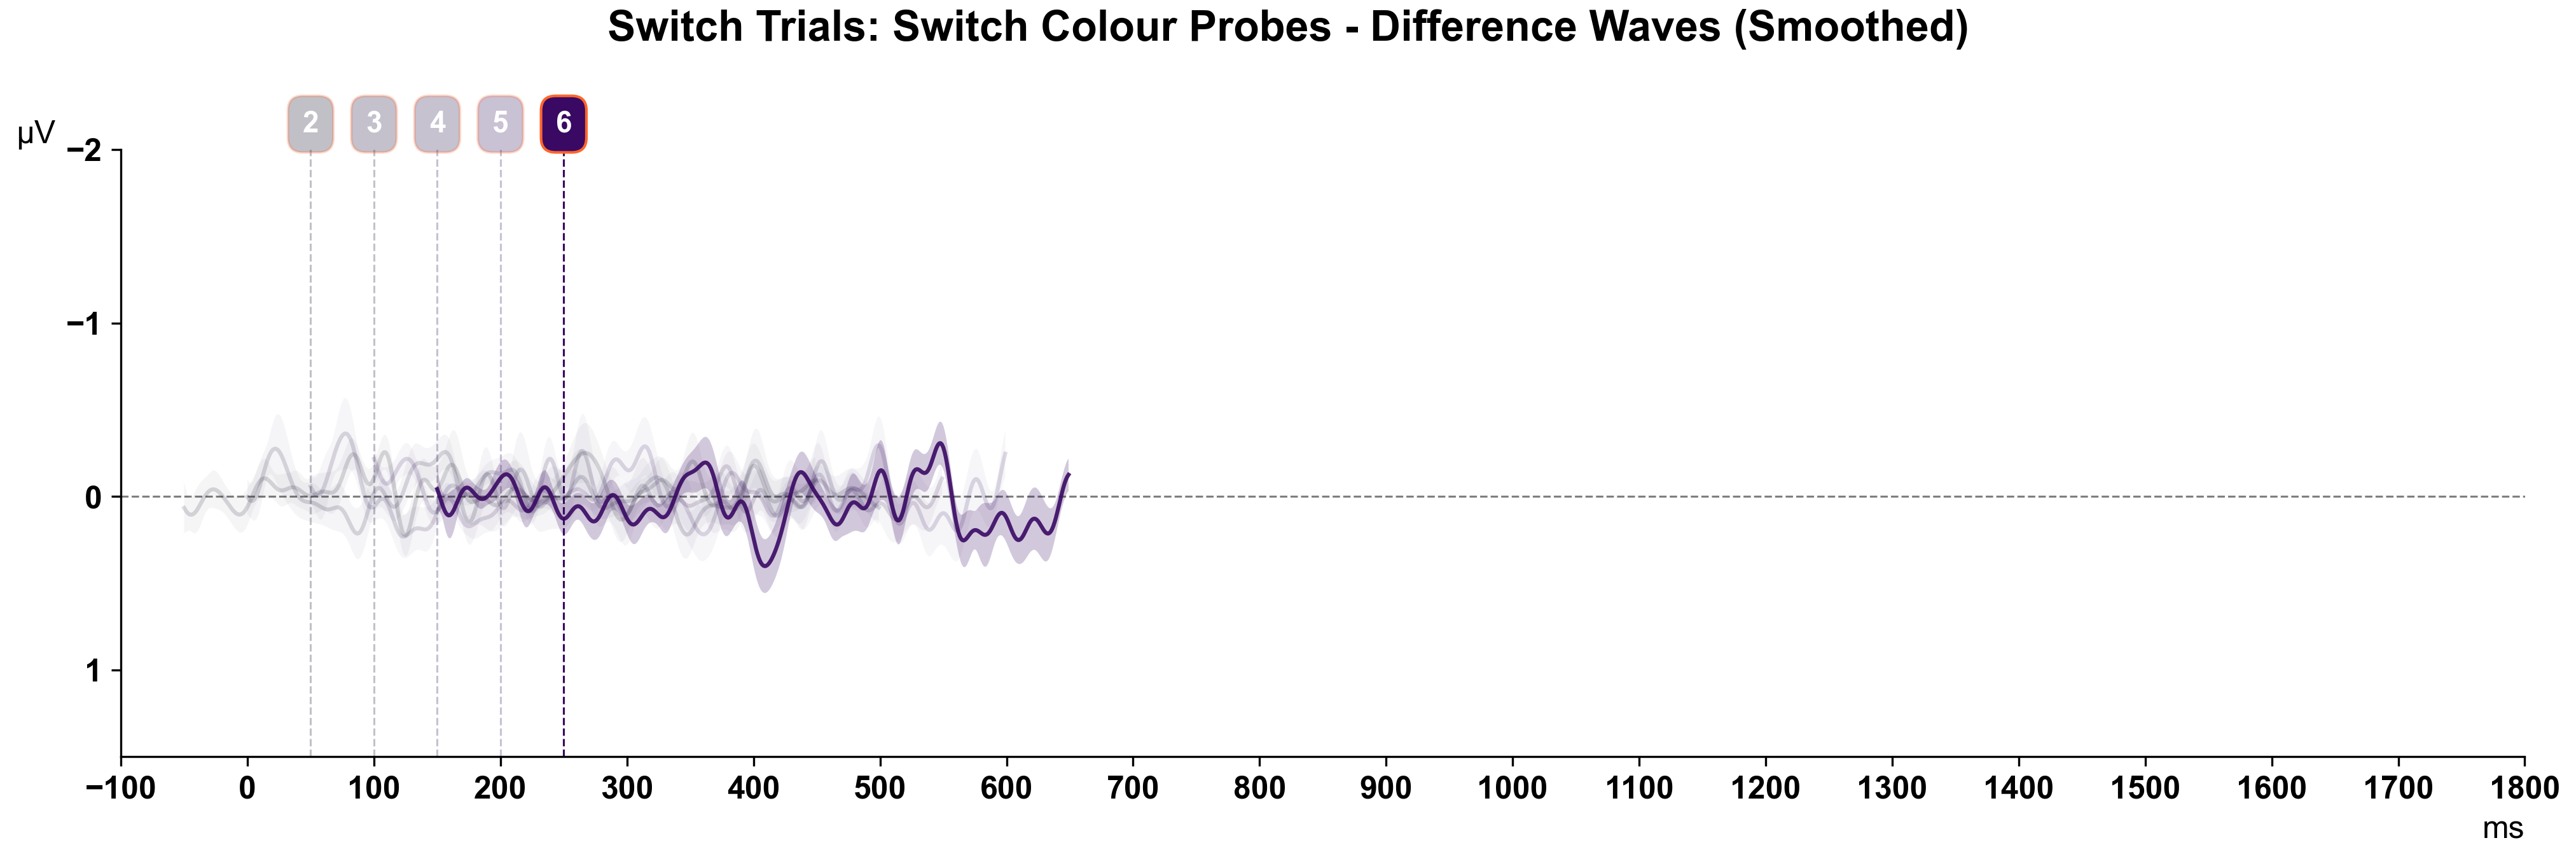 Switch Trials: Switch Colour Probes - Difference Waves (Smoothed)
2 3 4 5 6
µV
−2
−1
0
1
−100 0 100 200 300 400 500 600 700 800 900 1000 1100 1200 1300 1400 1500 1600 1700 1800
ms